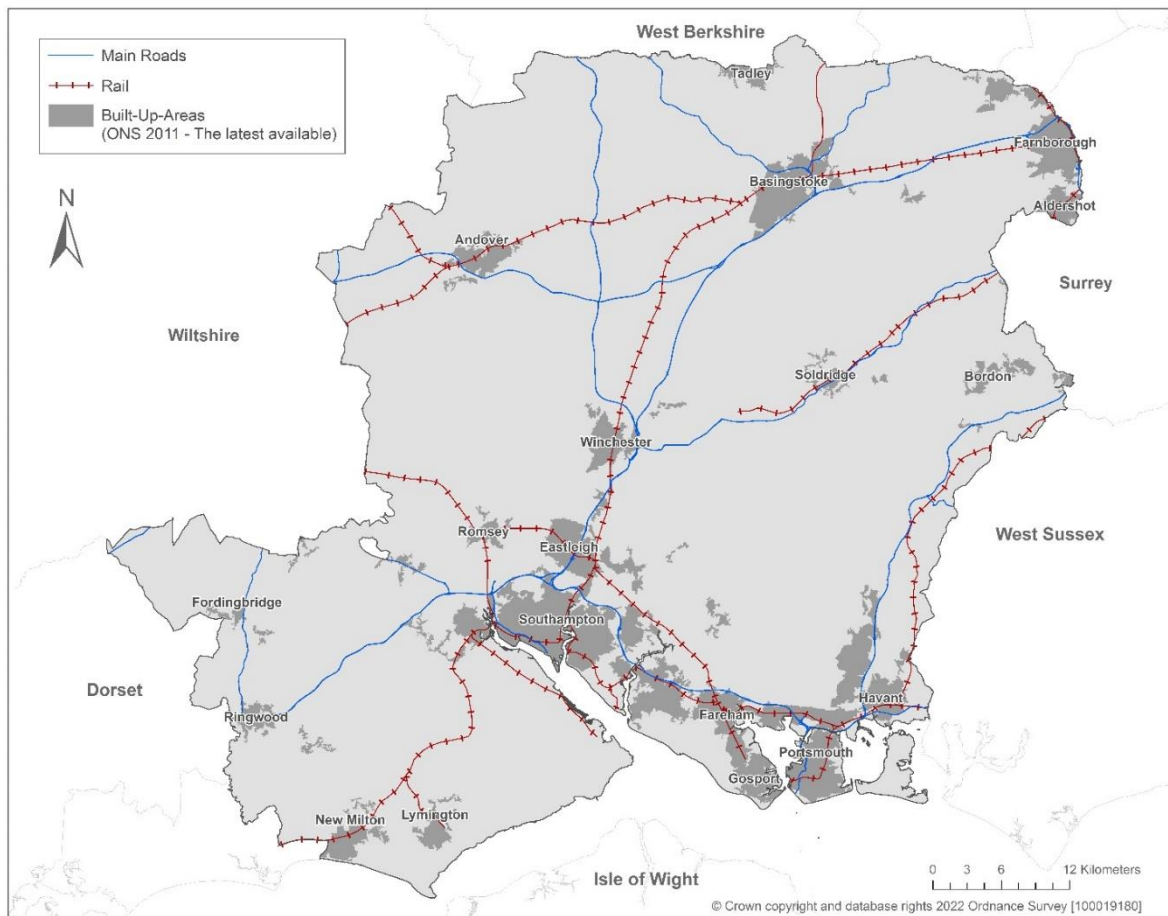 West Berkshire
Main Roads
Rail
Built-Up-Areas
(ONS 2011 - The latest available)
Tadley
Farnborough
Basingstoke
Aldershot
N
Andover
Surrey
Wiltshire
Soldridge
Bordon
Winchester
Romsey
Eastleigh
West Sussex
Fordingbridge
Southampton
Dorset
Havant
Ringwood
Fareham
Portsmouth
Gosport
New Milton
Lymington
0 3 6 12 Kilometers
Isle of Wight
© Crown copyright and database rights 2022 Ordnance Survey [100019180]